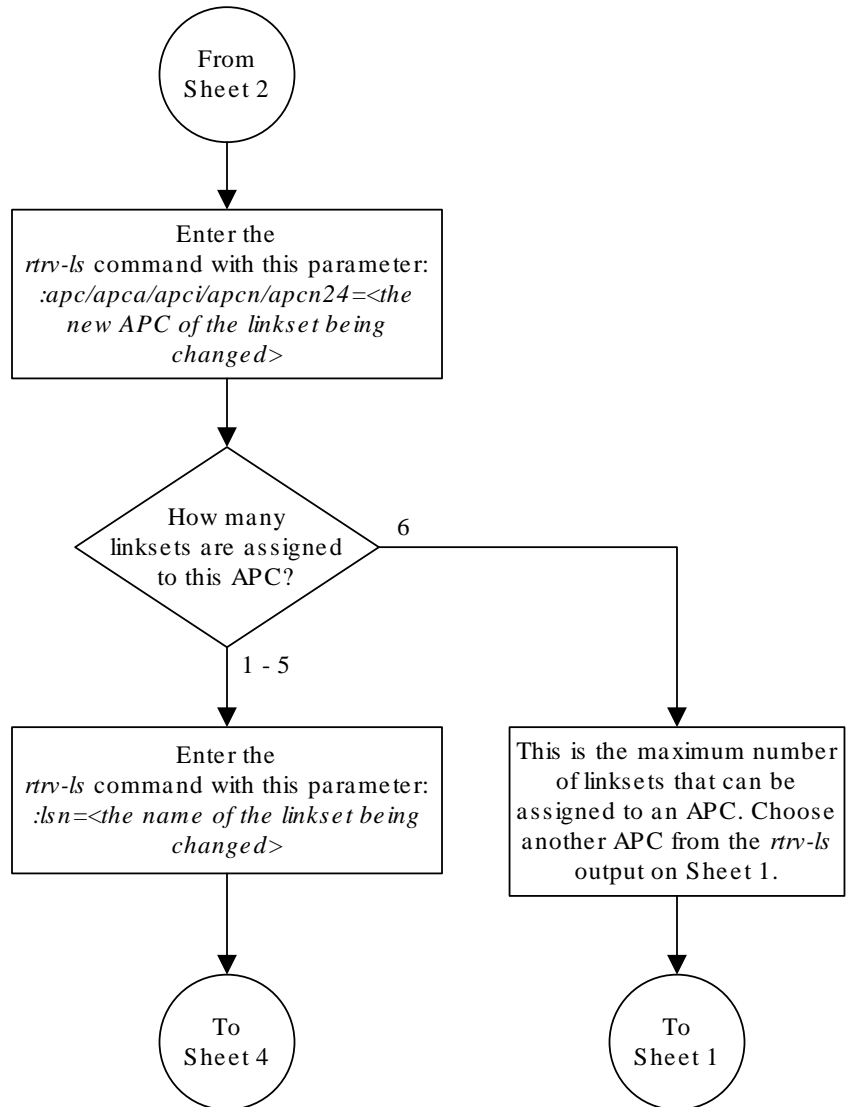 From
Sheet 2
Enter the
rtrv-ls command with this parameter:
:apc/apca/apci/apcn/apcn24=<the
new APC of the linkset being
changed>
How many
linksets are assigned
to this APC?
6
1 - 5
Enter the
rtrv-ls command with this parameter:
:lsn=<the name of the linkset being
changed>
This is the maximum number
of linksets that can be
assigned to an APC. Choose
another APC from the rtrv-ls
output on Sheet 1.
To
Sheet 4
To
Sheet 1